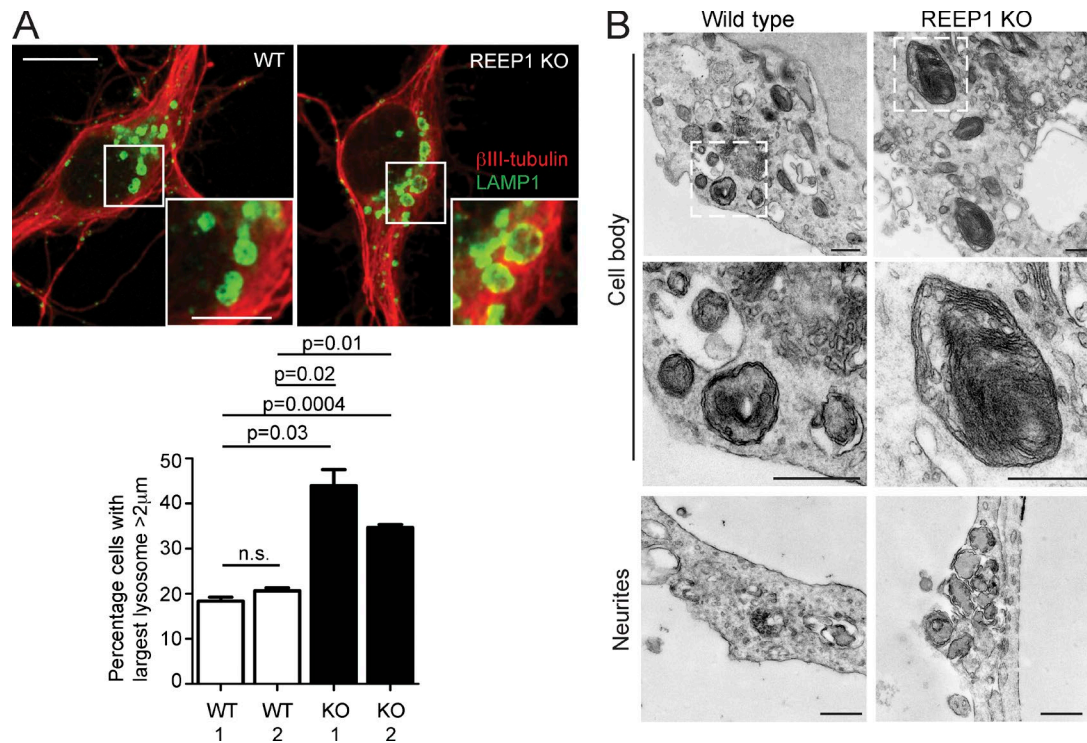 A
WT
REEP1 KO
βIII-tubulin
LAMP1
p=0.01
p=0.02
p=0.0004
p=0.03
n.s.
Percentage cells with
largest lysosome >2μm
50
40
30
20
10
0
WT
1
WT
2
KO
1
KO
2
B
Wild type
REEP1 KO
Cell body
Neurites